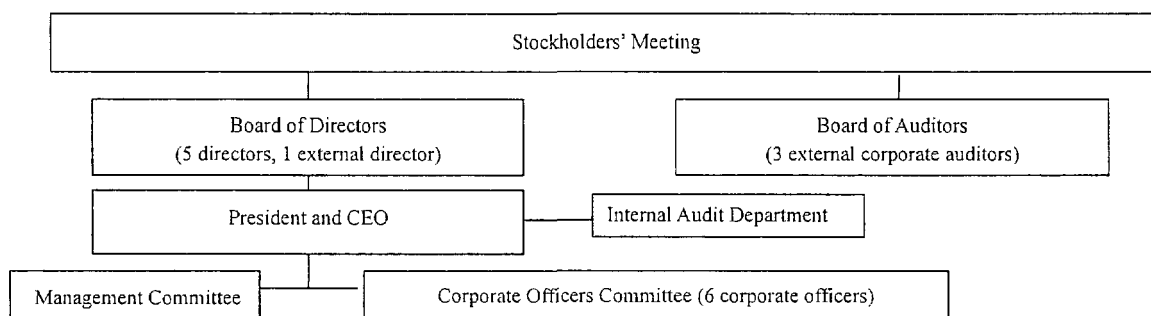 Stockholders' Meeting
Board of Directors
(5 directors, 1 external director)
Board of Auditors
(3 external corporate auditors)
President and CEO
Internal Audit Department
Management Committee
Corporate Officers Committee (6 corporate officers)